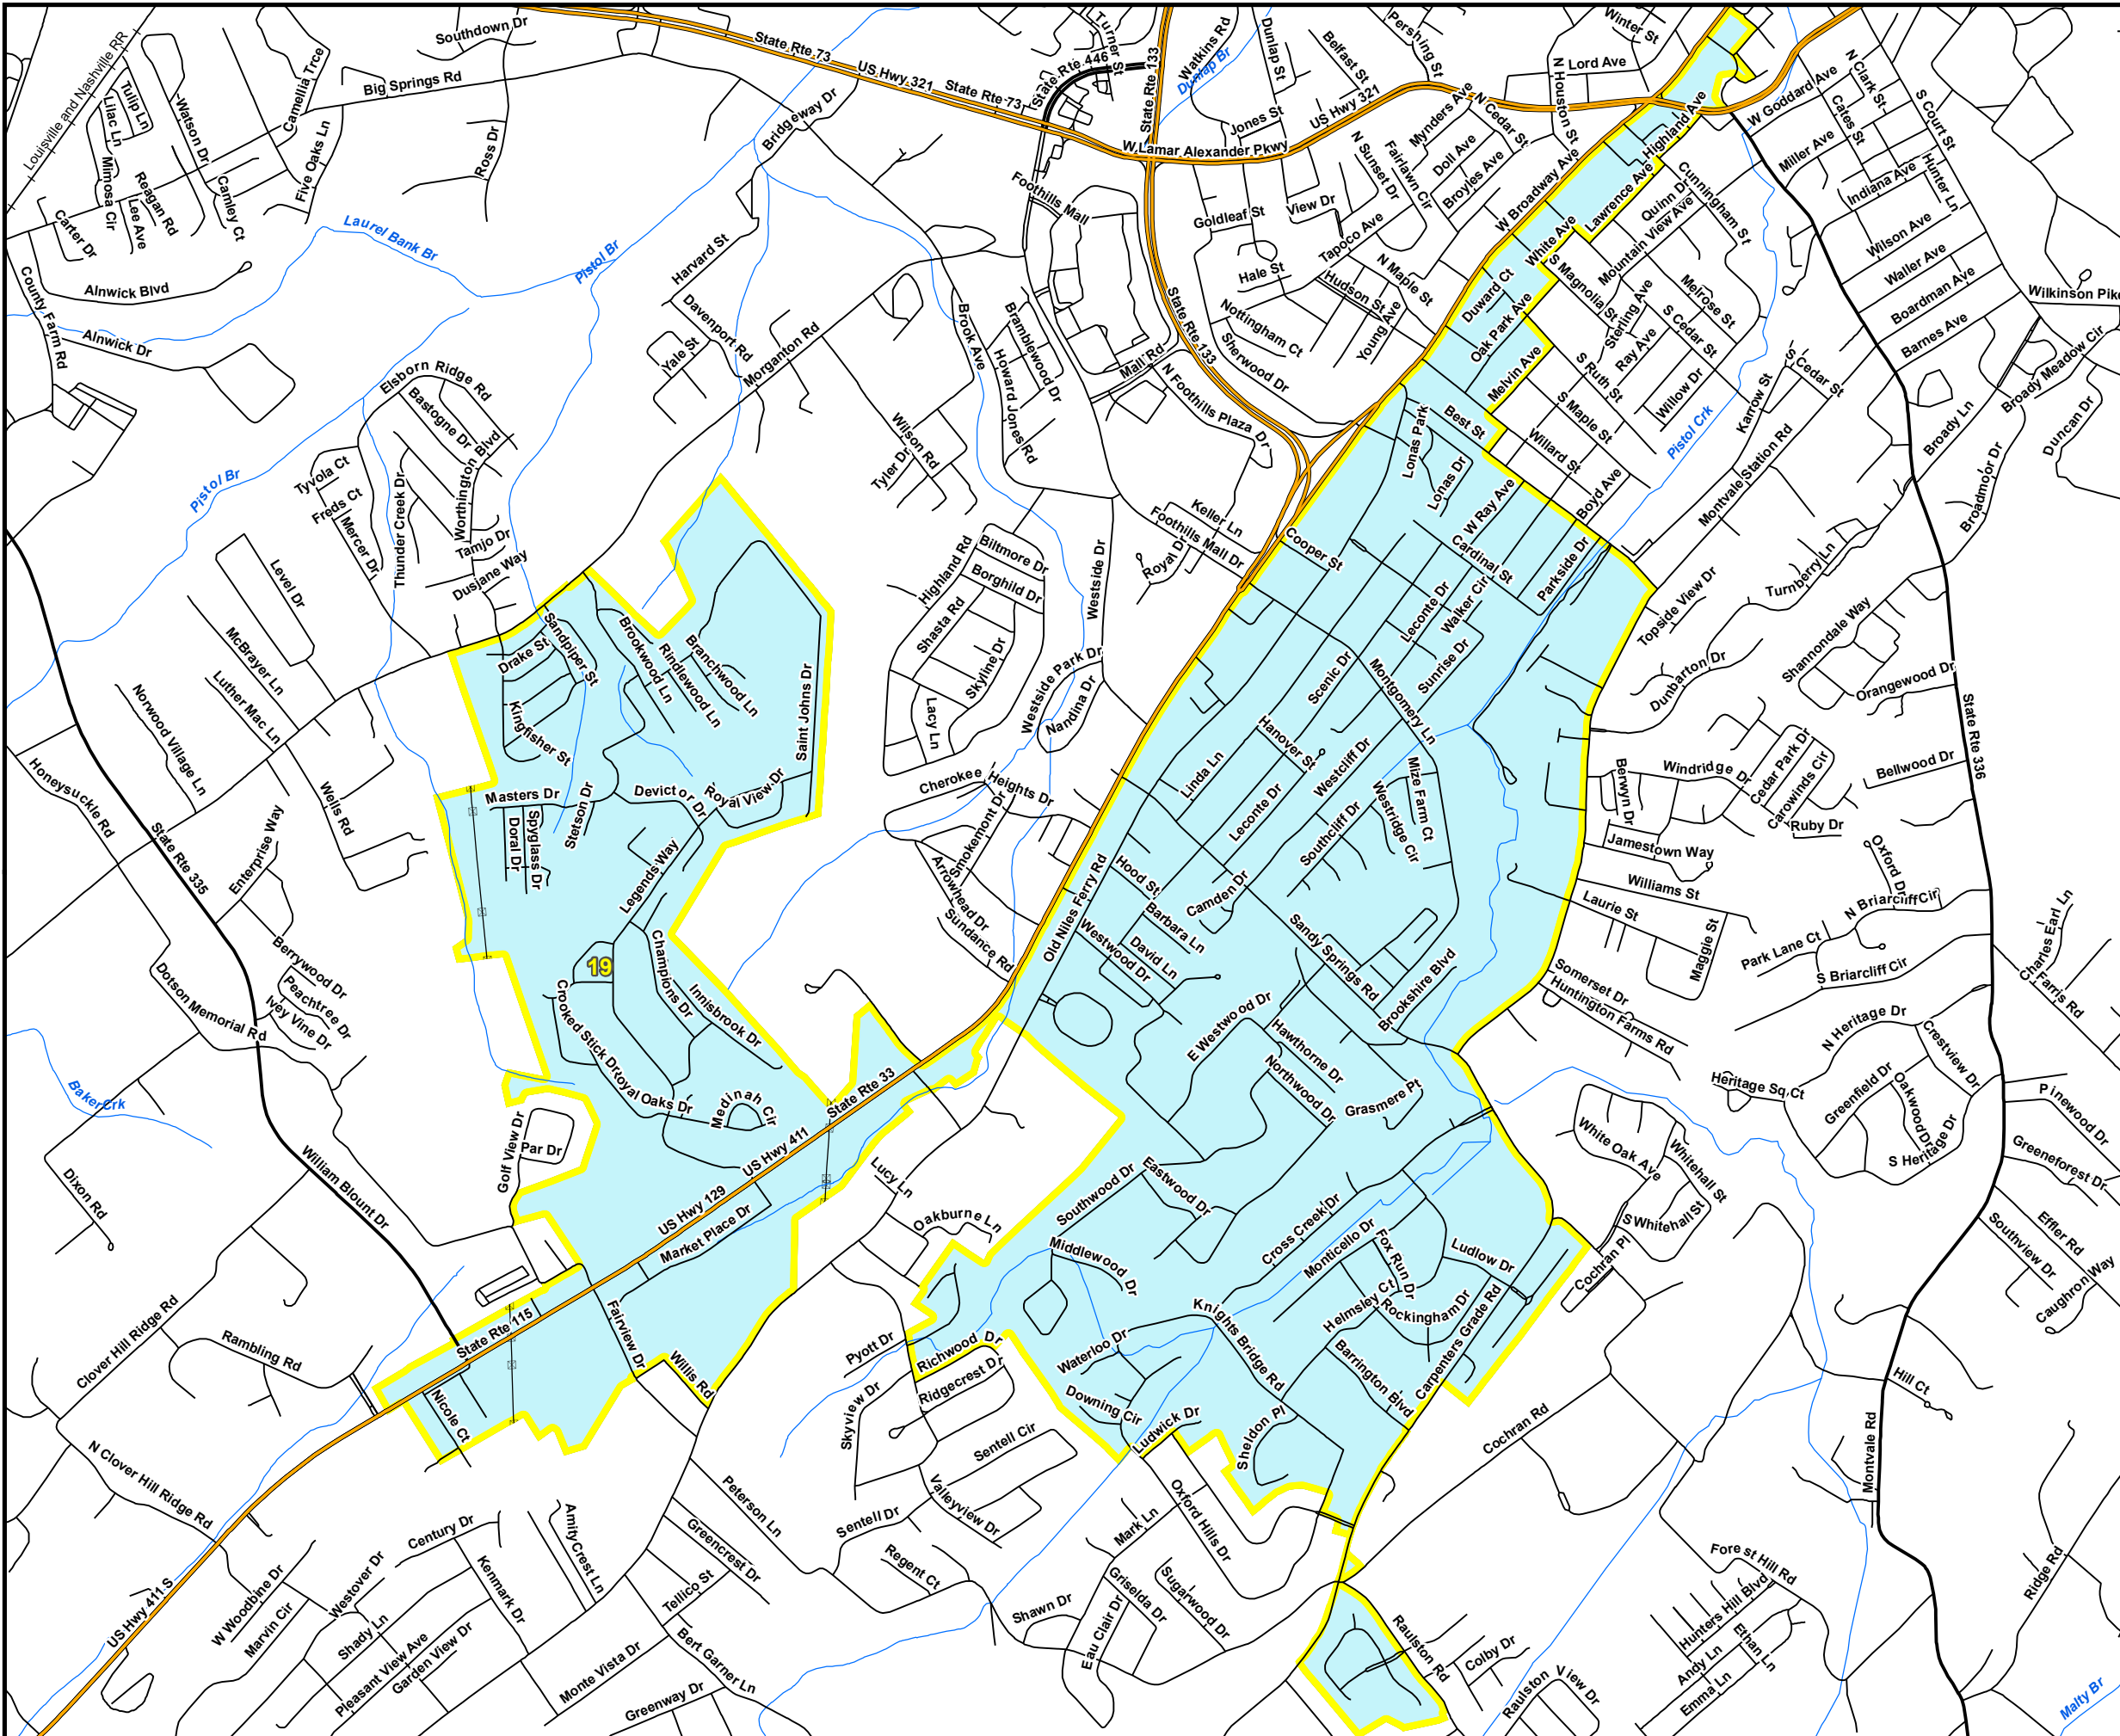 Southdown Dr
Louisville and Nashville RR
Tulip Ln
Lilac Ln
Watson Dr
Camellia Trce
Big Springs Rd
State Rte 73
US Hwy 321
State Rte 73
State Rte 446
Turner St
State Rte 133
Watkins Rd
Dunlap Br
Dunlap St
Belfast St
Pershing St
Winter St
N Lord Ave
N Houston St
US Hwy 321
Jones St
W Lamar Alexander Pkwy
Mynders Ave
N Cedar St
Doll Ave
Broyles Ave
Fairlawn Cir
N Sunset Dr
W Broadway Ave
Highland Ave
Lawrence Ave
W Goddard Ave
N Clark St
Cates St
S Court St
Miller Ave
Indiana Ave
Hunter Ln
Wilson Ave
Waller Ave
Boardman Ave
Barnes Ave
Wilkinson Pike
Broady Meadow Cir
Duncan Dr
Broady Ln
Broadmor Dr
Mimosa Cir
Reagan Rd
Lee Ave
Carter Dr
Camley Ct
Five Oaks Ln
Ross Dr
Bridgeway Dr
Laurel Bank Br
Pistol Br
Alnwick Blvd
County Farm Rd
Alnwick Dr
Harvard St
Davenport Rd
Yale St
Morganton Rd
Foothills Mall
Goldleaf St
View Dr
Tapoco Ave
Hale St
Hudson St
N Maple St
Young Ave
Nottingham Ct
Sherwood Dr
State Rte 133
Mall Rd
N Foothills Plaza Dr
Brook Ave
Bramblewood Dr
Howard Jones Rd
Wilson Rd
Tyler Dr
White Ave
Duward Ct
Oak Park Ave
Melvin Ave
S Magnolia St
Mountain View Ave
Quinn Dr
Cunningham St
Sterling Ave
Ray Ave
Melrose St
S Cedar St
S Ruth St
Willow Dr
S Maple St
Willard St
Best St
Pistol Crk
Karrow St
S Cedar St
Montvale Station Rd
Boyd Ave
Lonas Park
Lonas Dr
W Ray Ave
Cardinal St
Parkside Dr
Elsborn Ridge Rd
Bastogne Dr
Worthington Blvd
Thunder Creek Dr
Tyvola Ct
Freds Ct
Mercer Dr
Tamjo Dr
Dusjane Way
Pistol Br
Level Dr
McBrayer Ln
Luther Mac Ln
Norwood Village Ln
Wells Rd
Honeysuckle Rd
State Rte 335
Enterprise Way
Berrywood Dr
Peachtree Dr
Ivey Vine Dr
Dotson Memorial Rd
Baker Crk
Dixon Rd
William Blount Dr
Clover Hill Ridge Rd
Rambling Rd
N Clover Hill Ridge Rd
Drake St
Sandpiper St
Kingfisher St
Brookwood Ln
Rindlewood Ln
Branchwood Ln
Saint Johns Dr
Masters Dr
Doral Dr
Spyglass Dr
Stetson Dr
Devictor Dr
Royal View Dr
Legends Way
19
Champions Dr
Innisbrook Dr
Crooked Stick Dr
Royal Oaks Dr
Medinah Cir
Golf View Dr
Par Dr
State Rte 33
US Hwy 411
US Hwy 129
Market Place Dr
Fairview Dr
Willis Rd
State Rte 115
Nicole Ct
Keller Ln
Foothills Mall Dr
Royal Dr
Highland Rd
Biltmore Dr
Borghild Dr
Shasta Rd
Skyline Dr
Lacy Ln
Westside Dr
Westside Park Dr
Nandina Dr
Cherokee Heights Dr
Smokemont Dr
Arrowhead Dr
Sundance Rd
Cooper St
Leconte Dr
Walker Cir
Sunrise Dr
Scenic Dr
Montgomery Ln
Hanover St
Linda Ln
Leconte Dr
Westcliff Dr
Southcliff Dr
Westridge Cir
Mize Farm Ct
Old Niles Ferry Rd
Hood St
Barbara Ln
Camden Dr
David Ln
Westwood Dr
Sandy Springs Rd
Brookshire Blvd
E Westwood Dr
Hawthorne Dr
Northwood Dr
Grasmere Pt
Topside View Dr
Turnberry Ln
Dunbarton Dr
Shannondale Way
Orangewood Dr
State Rte 336
Bellwood Dr
Cedar Park Dr
Carowinds Cir
Windridge Dr
Berwyn Dr
Ruby Dr
Jamestown Way
Oxford Dr
Williams St
Laurie St
Maggie St
N Briarcliff Cir
Park Lane Ct
S Briarcliff Cir
Charles Earl Ln
Farris Rd
Somerset Dr
Huntington Farms Rd
N Heritage Dr
Crestview Dr
Heritage Sq Ct
Greenfield Dr
Oakwood Dr
S Heritage Dr
Pinewood Dr
Greeneforest Dr
Effler Rd
Southview Dr
Caughron Way
White Oak Ave
Whitehall St
S Whitehall St
Cochran Pl
Lucy Ln
Oakburne Ln
Southwood Dr
Eastwood Dr
Middlewood Dr
Cross Creek Dr
Monticello Dr
Fox Run Dr
Ludlow Dr
Helmsley Ct
Rockingham Dr
Knights Bridge Rd
Waterloo Dr
Barrington Blvd
Carpenters Grade Rd
Downing Cir
Ludwick Dr
Sheldon Pl
Pyott Dr
Richwood Dr
Ridgecrest Dr
Skyview Dr
Sentell Cir
Valleyview Dr
Sentell Dr
Regent Ct
Peterson Ln
Greencrest Dr
Tellico St
Bert Garner Ln
Monte Vista Dr
Greenway Dr
Amity Crest Ln
Century Dr
Kenmark Dr
Westover Dr
Shady Ln
Pleasant View Ave
Garden View Dr
W Woodbine Dr
Marvin Cir
US Hwy 411 S
Mark Ln
Oxford Hills Dr
Griselda Dr
Sugarwood Dr
Eau Clair Dr
Shawn Dr
Cochran Rd
Hill Ct
Montvale Rd
Raulston Rd
Colby Dr
Raulston View Dr
Forest Hill Rd
Hunters Hill Blvd
Ethan Ln
Andy Ln
Emma Ln
Ridge Rd
Malty Br